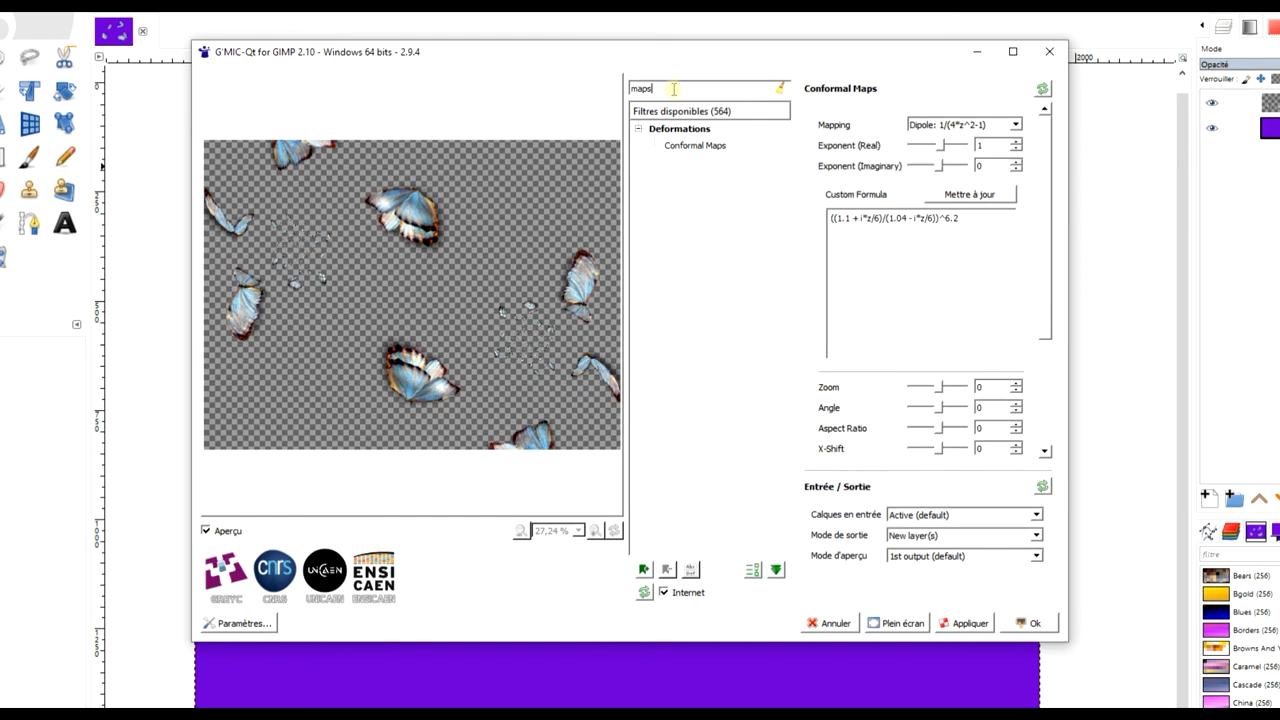 G'MIC-Qt for GIMP 2.10 - Windows 64 bits - 2.9.4
2000
Mode
Opacité
Verrouiller :
maps
Filtres disponibles (564)
Deformations
Conformal Maps
Conformal Maps
Mapping
Dipole: 1/(4*z^2-1)
Exponent (Real)
1
Exponent (Imaginary)
0
Custom Formula
Mettre à jour
((1.1 + i*z/6)/(1.04 - i*z/6))^6.2
Zoom
0
Angle
0
Aspect Ratio
0
X-Shift
0
Entrée / Sortie
Calques en entrée
Active (default)
Mode de sortie
New layer(s)
Mode d'aperçu
1st output (default)
Aperçu
27,24 %
GREYC
CNRS
cnrs
UNICAEN
UNICAEN
ENSI
CAEN
ENSICAEN
Internet
Paramètres...
Annuler
Plein écran
Appliquer
Ok
filtre
Bears (256)
Bgold (256)
Blues (256)
Borders (256)
Browns And Y
Caramel (256)
Cascade (256)
China (256)